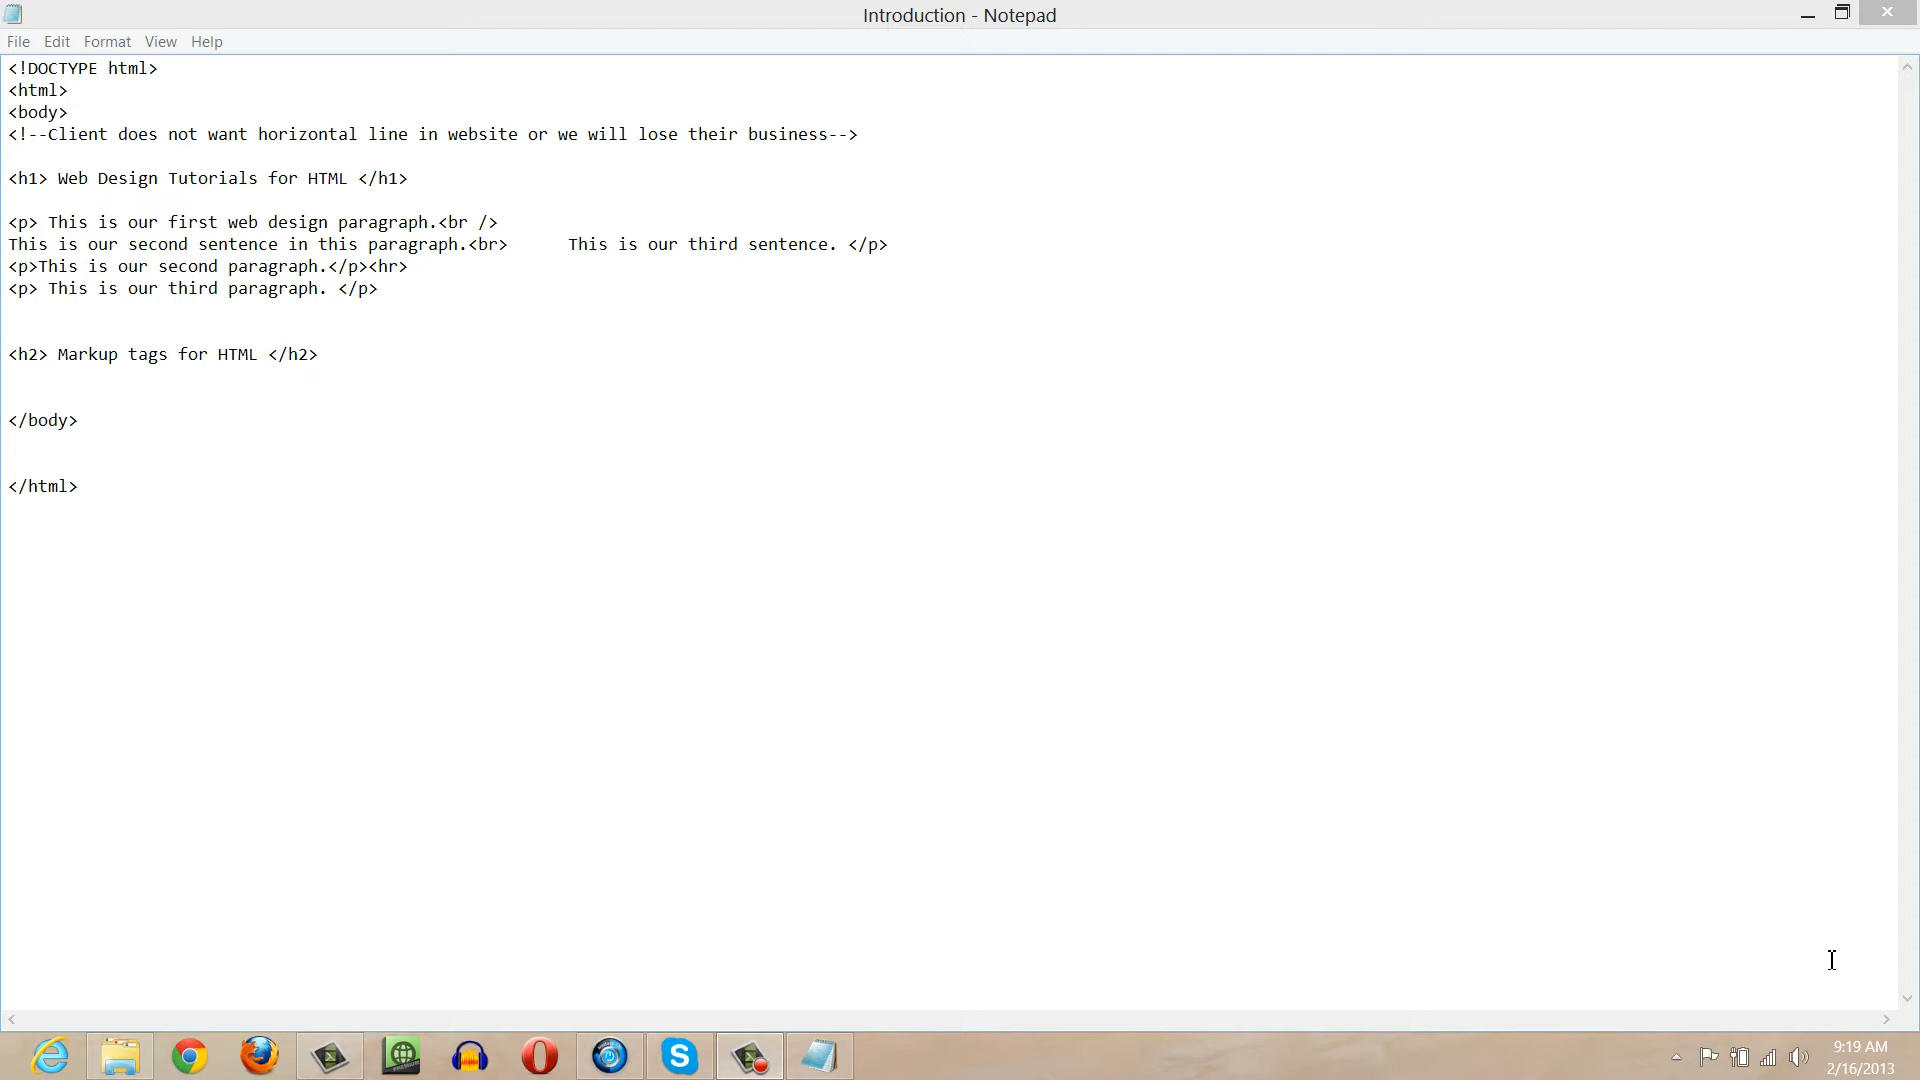 Introduction - Notepad
File Edit Format View Help
<!DOCTYPE html>
<html>
<body>
<!--Client does not want horizontal line in website or we will lose their business-->
<h1> Web Design Tutorials for HTML </h1>
<p> This is our first web design paragraph.<br />
This is our second sentence in this paragraph.<br>      This is our third sentence. </p>
<p>This is our second paragraph.</p><hr>
<p> This is our third paragraph. </p>
<h2> Markup tags for HTML </h2>
</body>
</html>
9:19 AM
2/16/2013